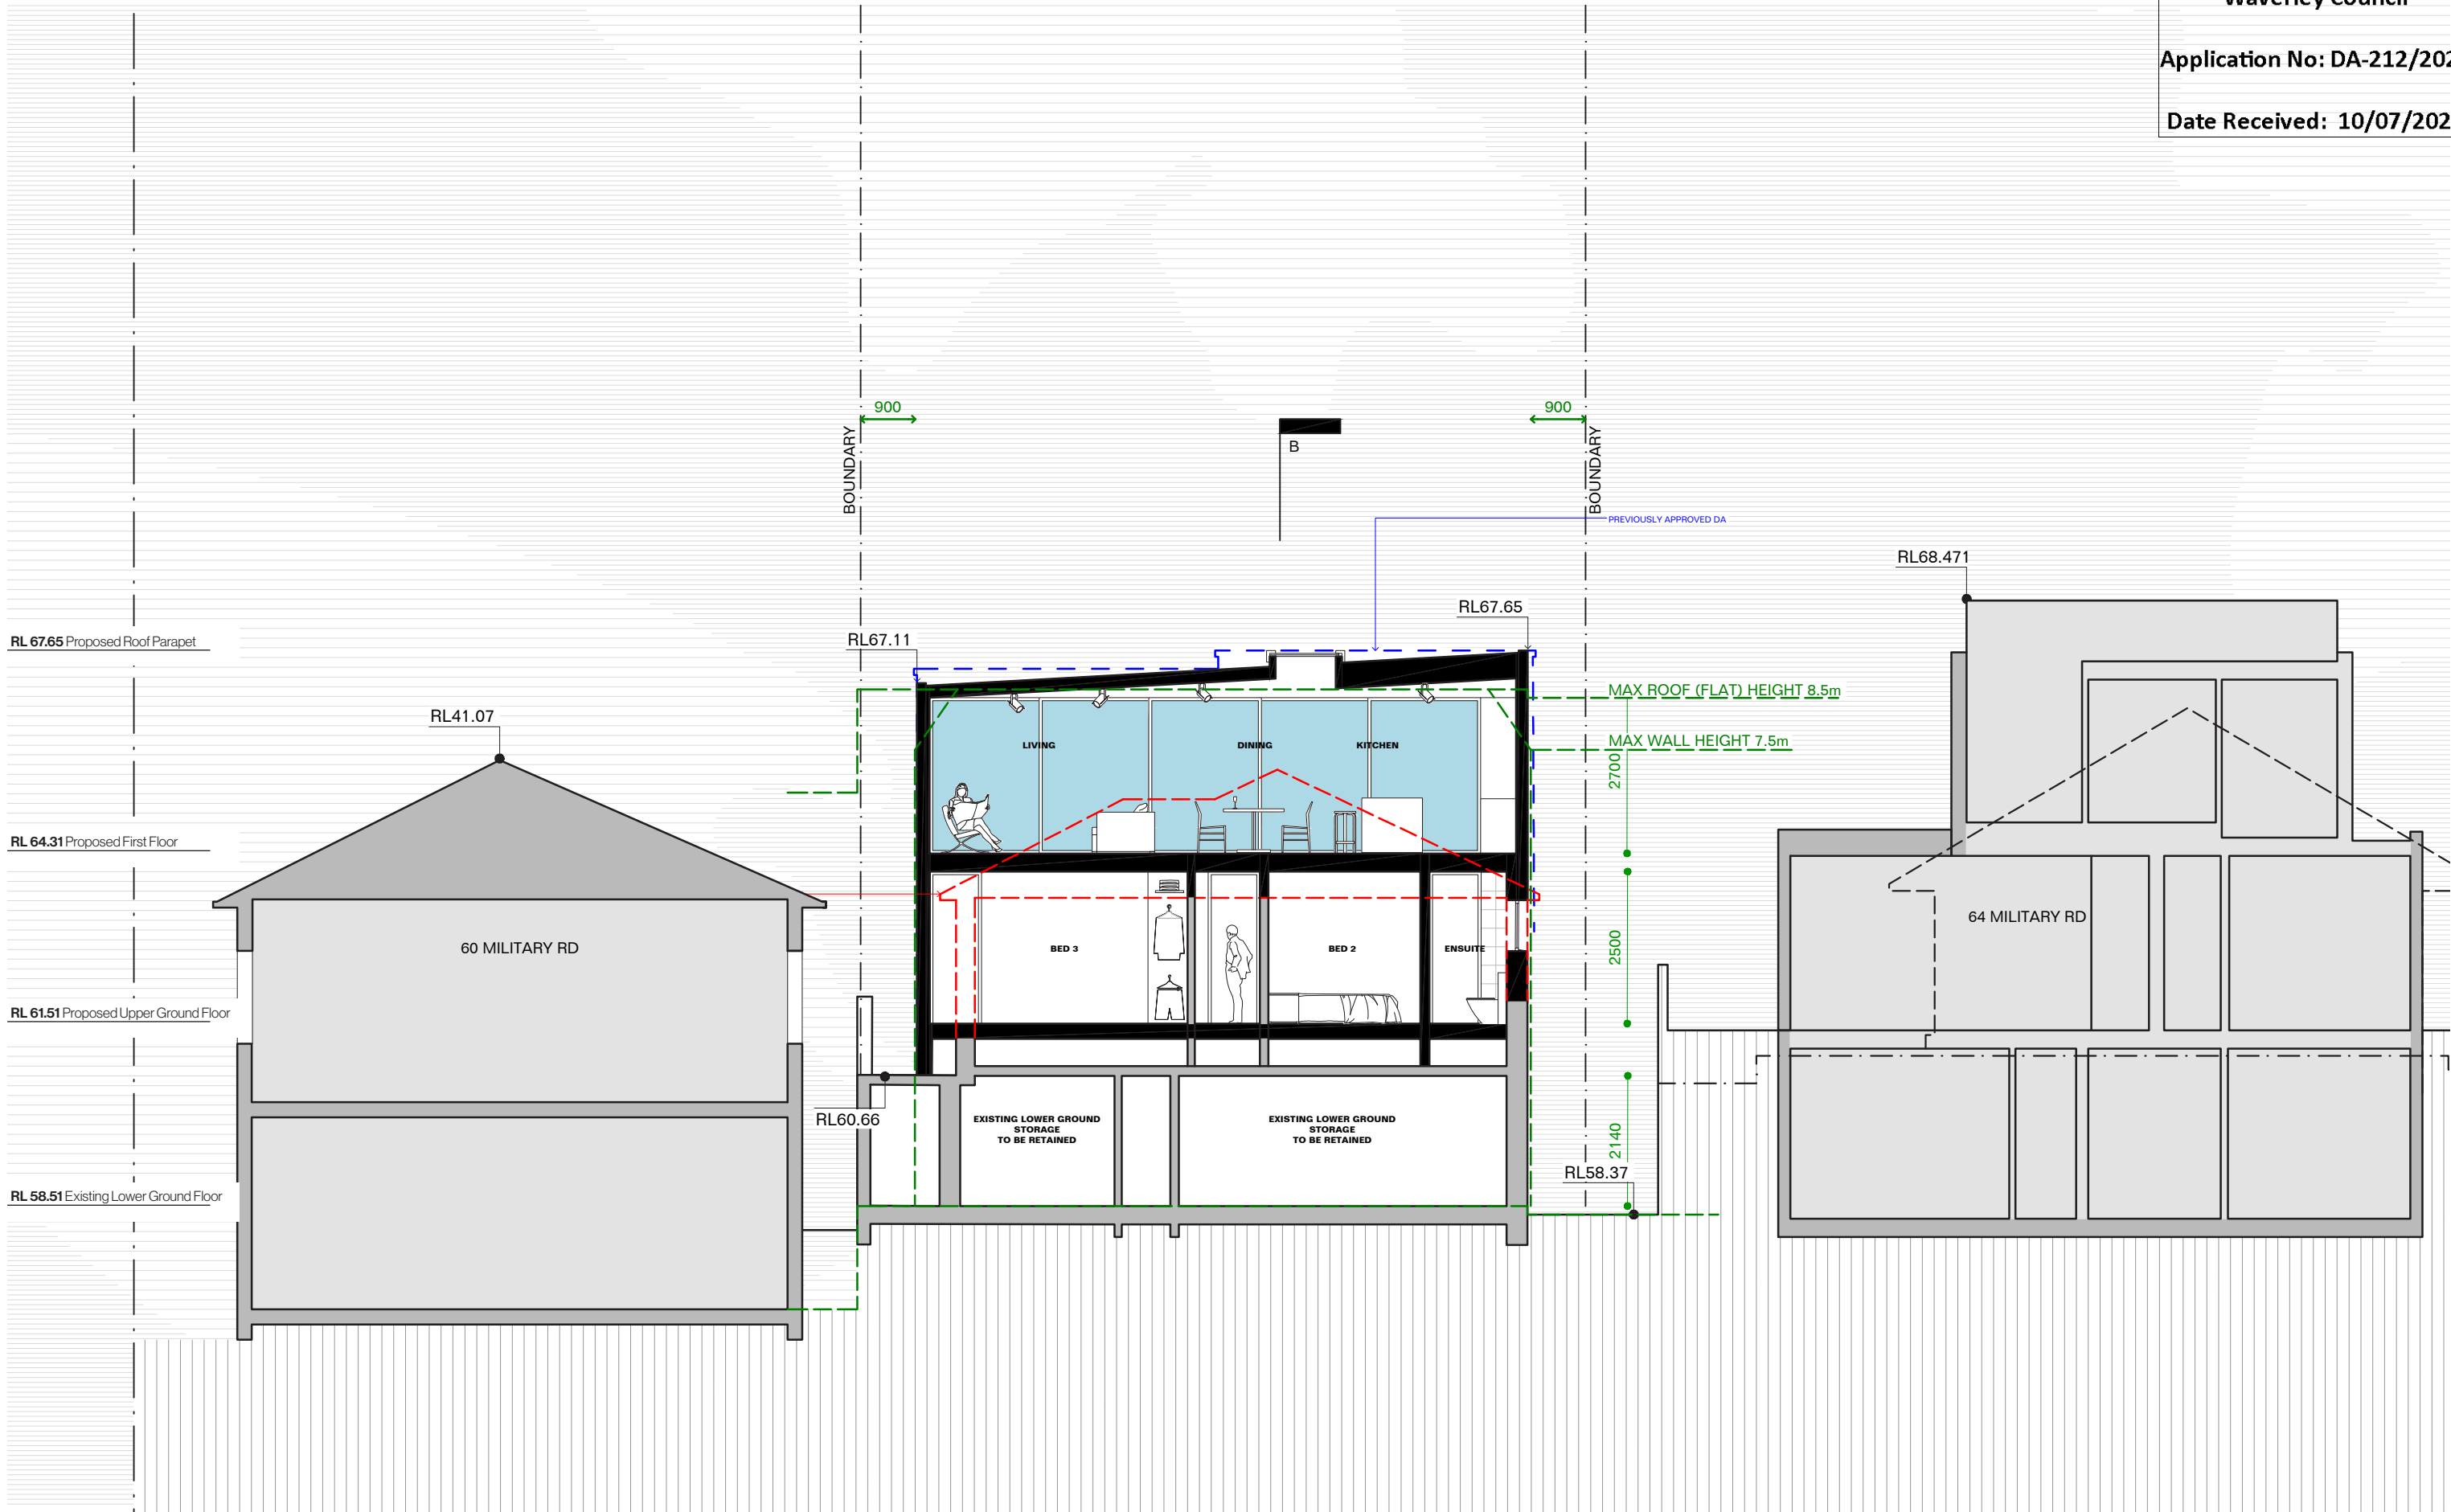 Waverley Council
Application No: DA-212/202
Date Received: 10/07/202
900
900
BOUNDARY
BOUNDARY
B
PREVIOUSLY APPROVED DA
RL68.471
RL67.65
RL67.11
RL 67.65 Proposed Roof Parapet
MAX ROOF (FLAT) HEIGHT 8.5m
RL41.07
MAX WALL HEIGHT 7.5m
LIVING
DINING
KITCHEN
2700
RL 64.31 Proposed First Floor
64 MILITARY RD
60 MILITARY RD
BED 3
BED 2
ENSUITE
2500
RL 61.51 Proposed Upper Ground Floor
RL60.66
EXISTING LOWER GROUND
STORAGE
TO BE RETAINED
EXISTING LOWER GROUND
STORAGE
TO BE RETAINED
2140
RL58.37
RL 58.51 Existing Lower Ground Floor